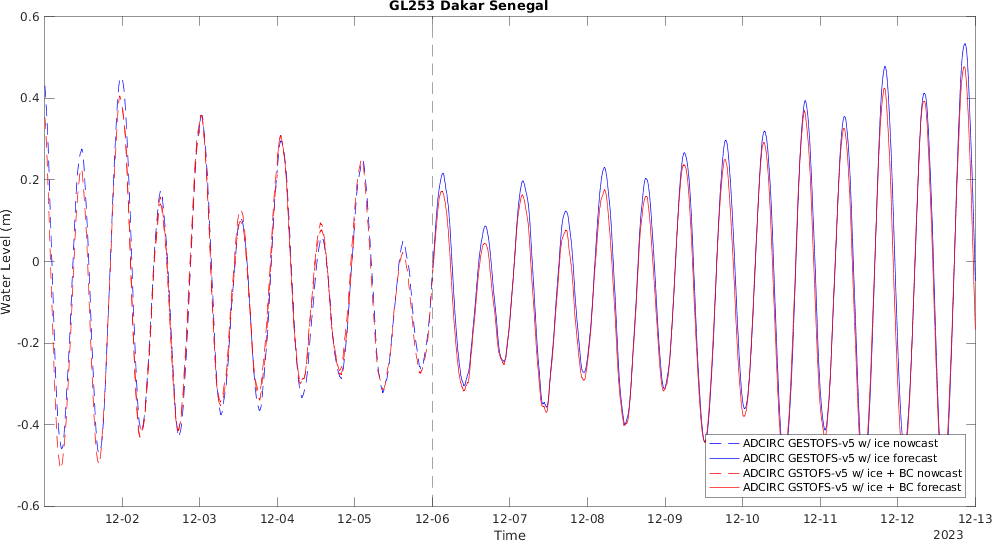 GL253 Dakar Senegal
0.6
0.4
0.2
0
-0.2
-0.4
-0.6
Water Level (m)
ADCIRC GESTOFS-v5 w/ ice nowcast
ADCIRC GESTOFS-v5 w/ ice forecast
ADCIRC GSTOFS-v5 w/ ice + BC nowcast
ADCIRC GSTOFS-v5 w/ ice + BC forecast
12-02 12-03 12-04 12-05 12-06 12-07 12-08 12-09 12-10 12-11 12-12 12-13
Time
2023